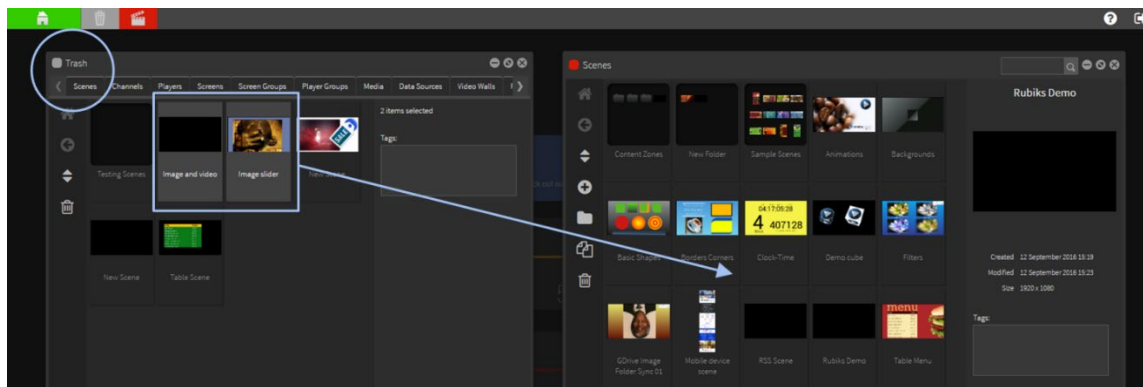 Trash
Scenes Channels Players Screens Screen Groups Player Groups Media Data Sources Video Walls
2 items selected
Tags:
Testing Scenes
Image and video
Image slider
New Scene
New Scene
Table Scene
Scenes
Content Zones
New Folder
Sample Scenes
Animations
Backgrounds
Basic Shapes
Borders Corners
04:17:05:28
4 407128
Clock-Time
Demo cube
Filters
GDrive Image
Folder Sync 01
Mobile device
scene
RSS Scene
Rubiks Demo
menu
Table Menu
Rubiks Demo
Created 12 September 2016 15:19
Modified 12 September 2016 15:23
Size 1920 x 1080
Tags: